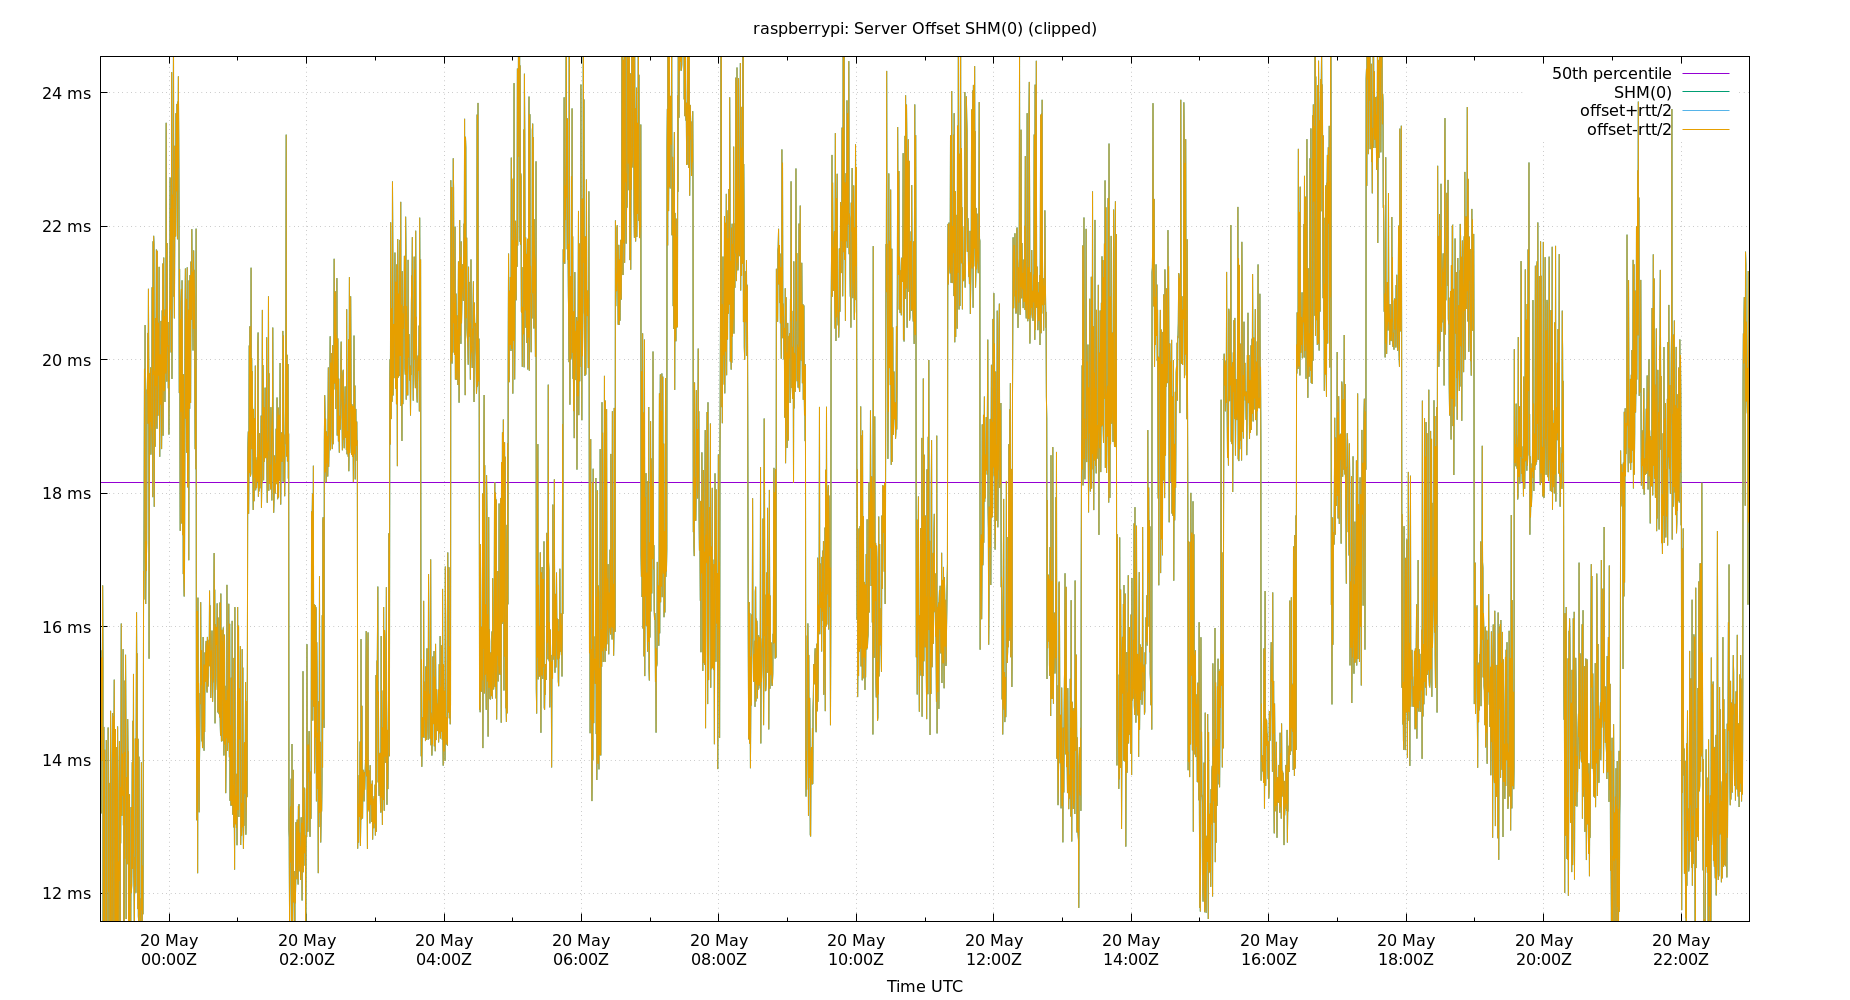 raspberrypi: Server Offset SHM(0) (clipped)
50th percentile
SHM(0)
offset+rtt/2
offset-rtt/2
24 ms
22 ms
20 ms
18 ms
16 ms
14 ms
12 ms
20 May 20 May 20 May 20 May 20 May 20 May 20 May 20 May 20 May 20 May 20 May 20 May
00:00Z 02:00Z 04:00Z 06:00Z 08:00Z 10:00Z 12:00Z 14:00Z 16:00Z 18:00Z 20:00Z 22:00Z
Time UTC